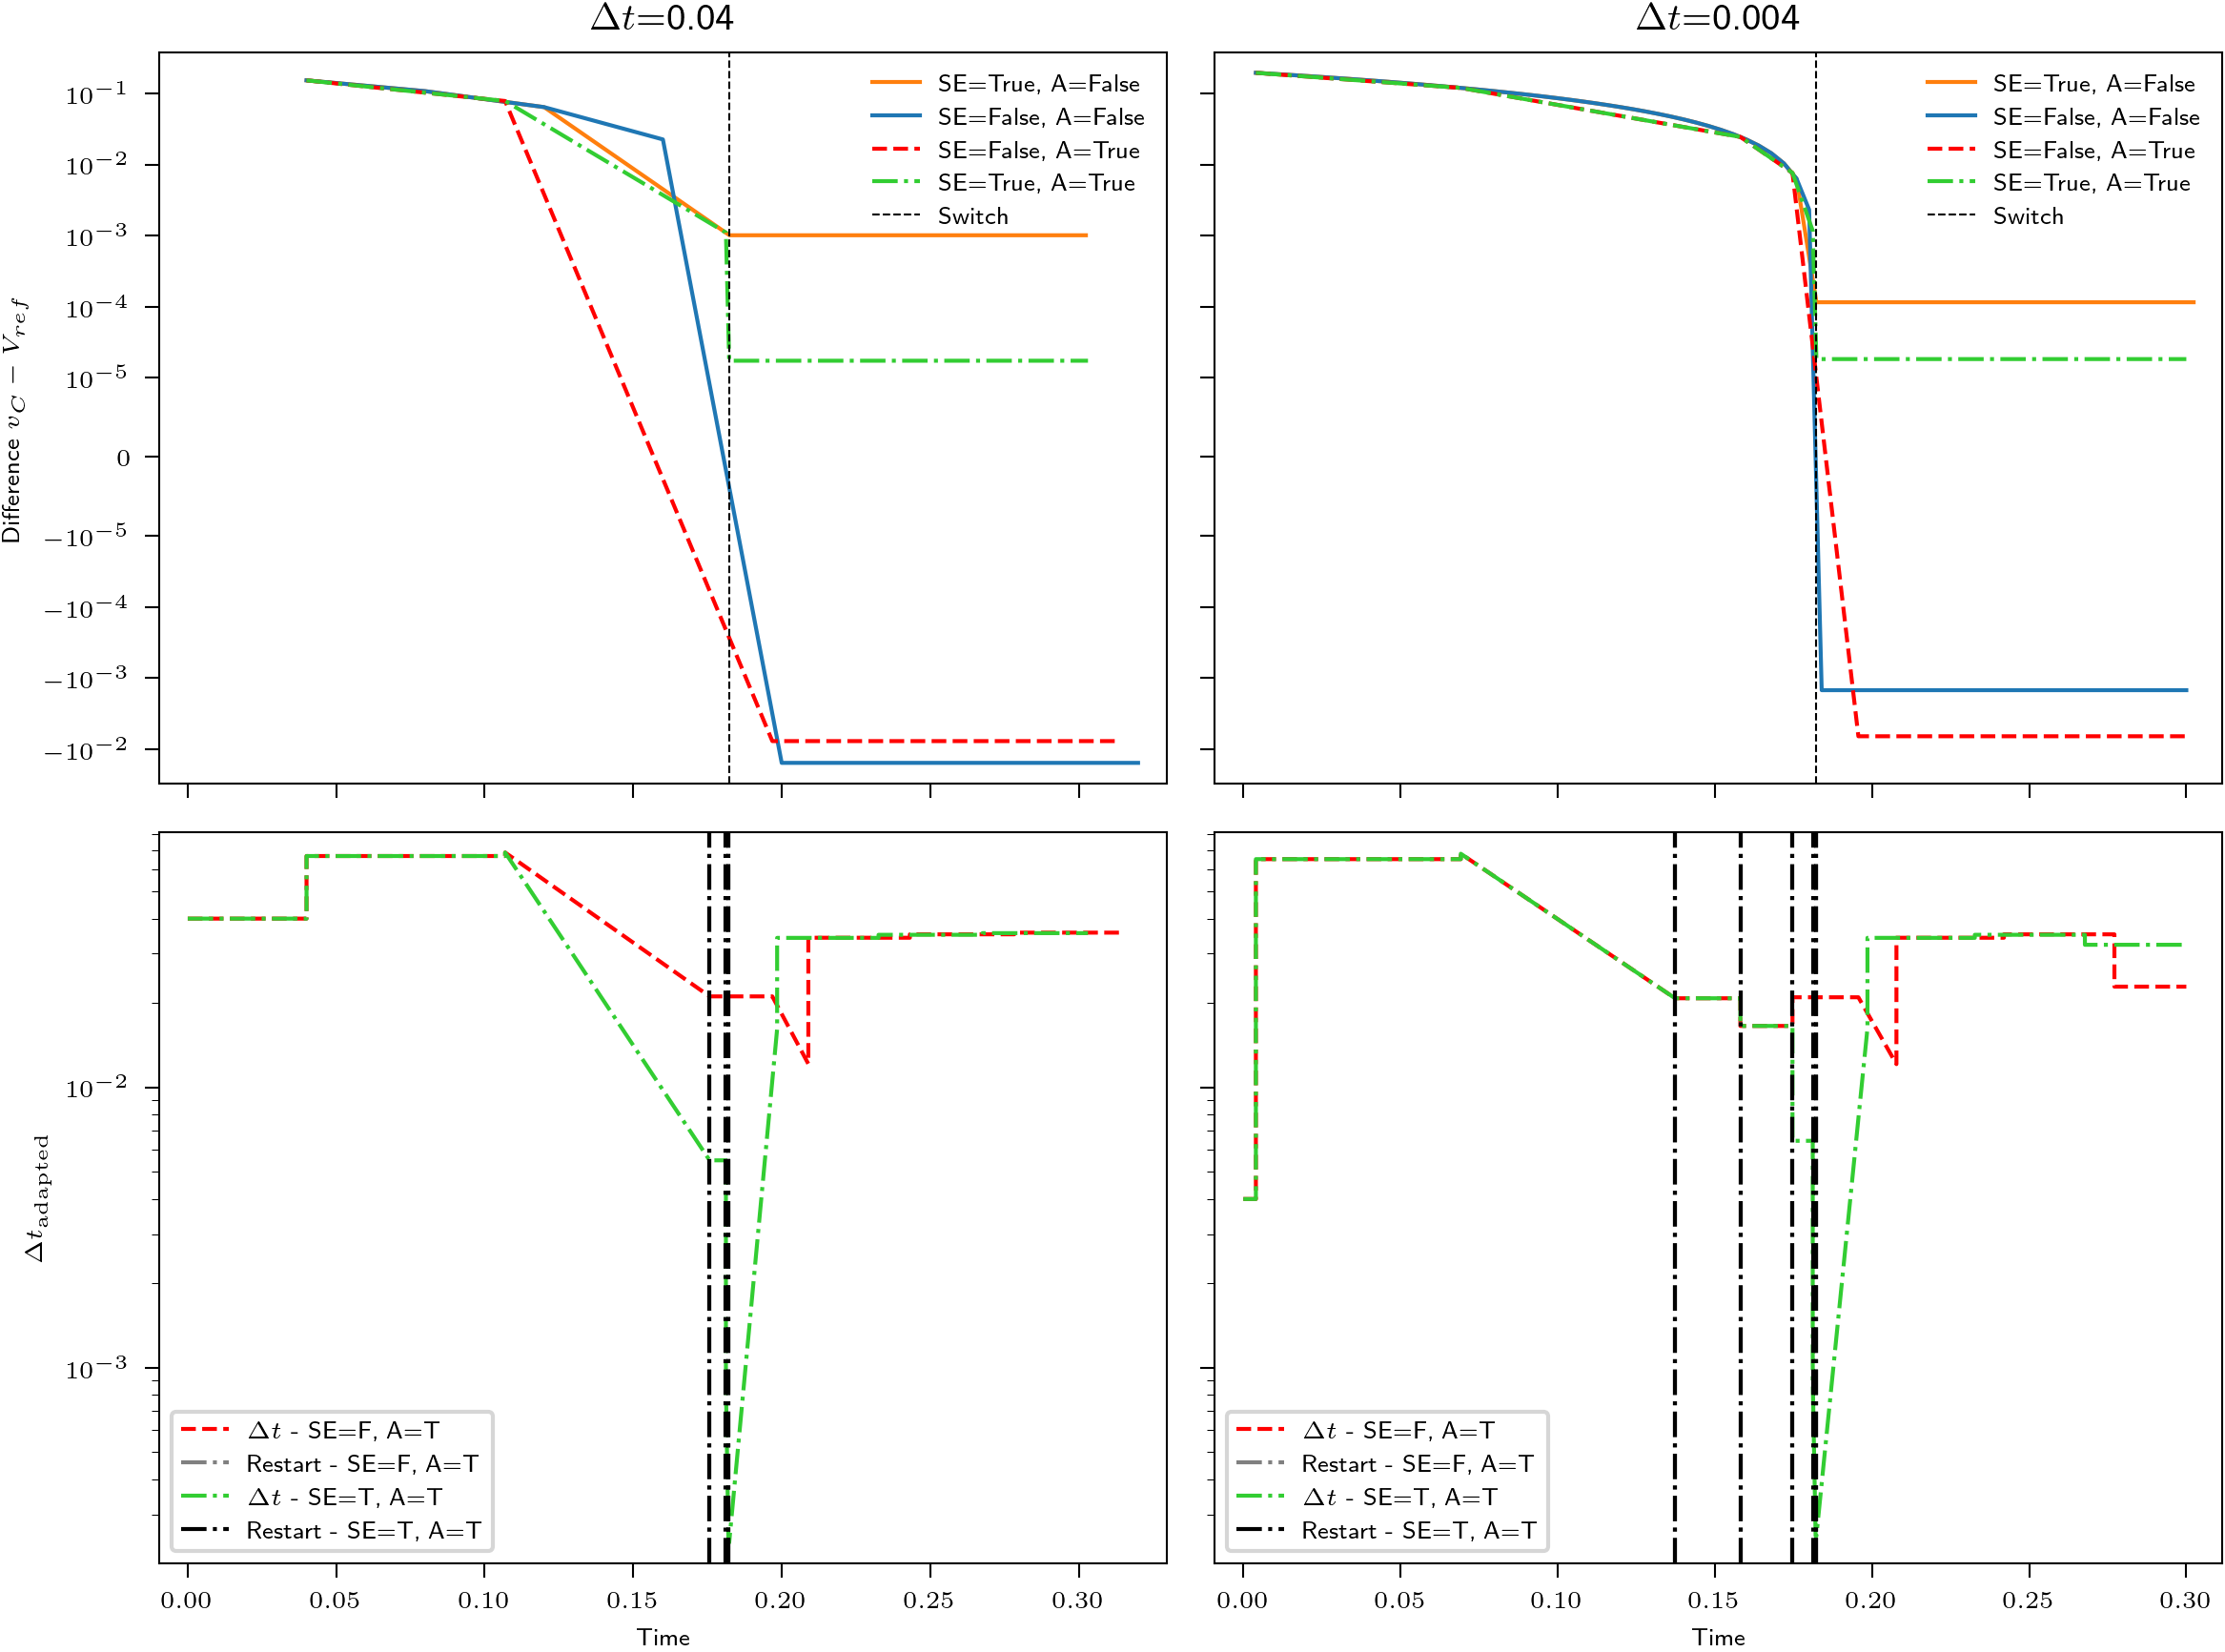 Δt=0.04
Δt=0.004
SE=True, A=False
SE=False, A=False
SE=False, A=True
SE=True, A=True
Switch
SE=True, A=False
SE=False, A=False
SE=False, A=True
SE=True, A=True
Switch
Difference v_C − V_ref
10^−1
10^−2
10^−3
10^−4
10^−5
0
−10^−5
−10^−4
−10^−3
−10^−2
Δt_adapted
10^−2
10^−3
Δt - SE=F, A=T
Restart - SE=F, A=T
Δt - SE=T, A=T
Restart - SE=T, A=T
Δt - SE=F, A=T
Restart - SE=F, A=T
Δt - SE=T, A=T
Restart - SE=T, A=T
0.00 0.05 0.10 0.15 0.20 0.25 0.30
0.00 0.05 0.10 0.15 0.20 0.25 0.30
Time
Time